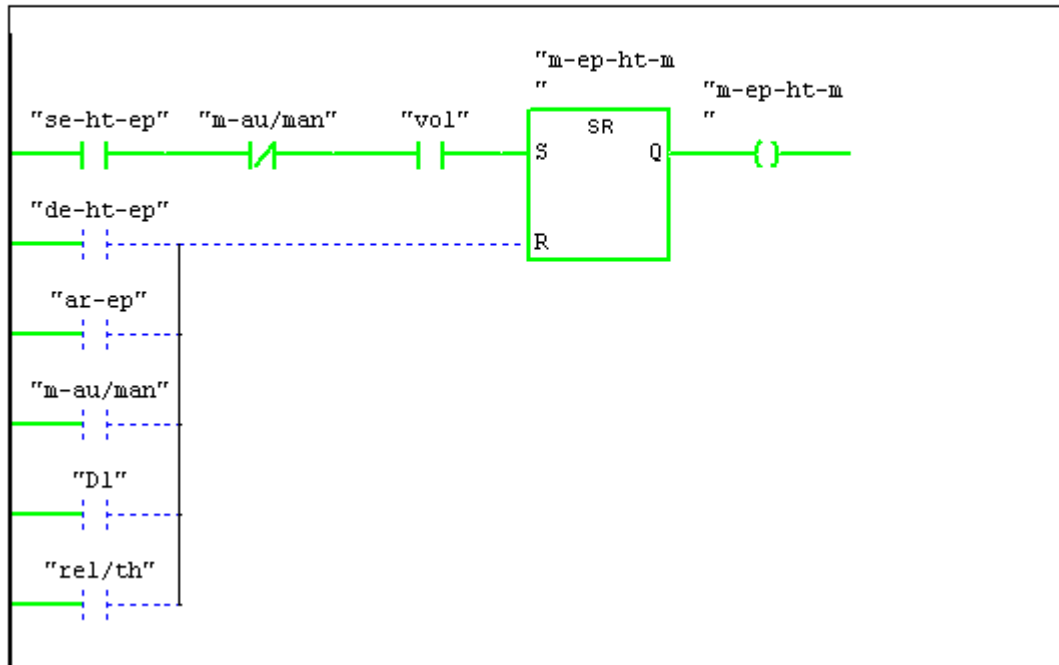 "m-ep-ht-m
"
"m-ep-ht-m
"
"se-ht-ep" "m-au/man" "vol"
SR
S Q
"de-ht-ep"
R
"ar-ep"
"m-au/man"
"D1"
"rel/th"